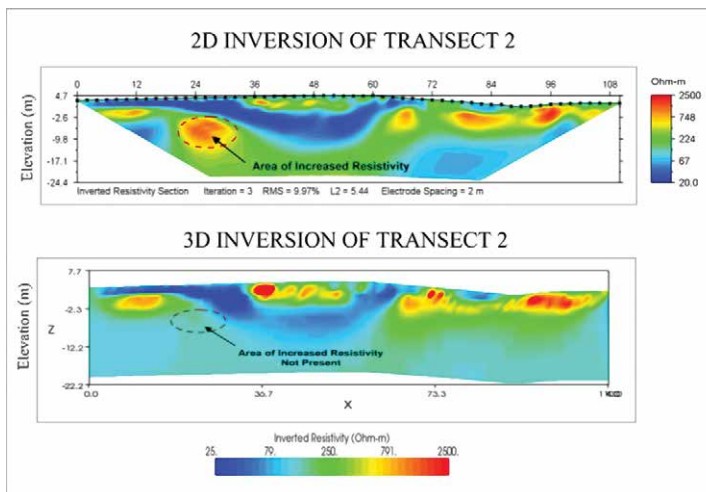 2D INVERSION OF TRANSECT 2
Ohm-m
0 12 24 36 48 60 72 84 96 108
4.7
-2.6
-9.8
-17.1
-24.4
Elevation (m)
Area of Increased Resistivity
2500
748
224
67
20.0
Inverted Resistivity Section Iteration = 3 RMS = 9.97% L2 = 5.44 Electrode Spacing = 2 m
3D INVERSION OF TRANSECT 2
7.7
-2.3
-12.2
-22.2
Elevation (m)
Z
Area of Increased Resistivity
Not Present
0.0 36.7 73.3
X
Inverted Resistivity (Ohm-m)
25. 79. 250. 791. 2500.